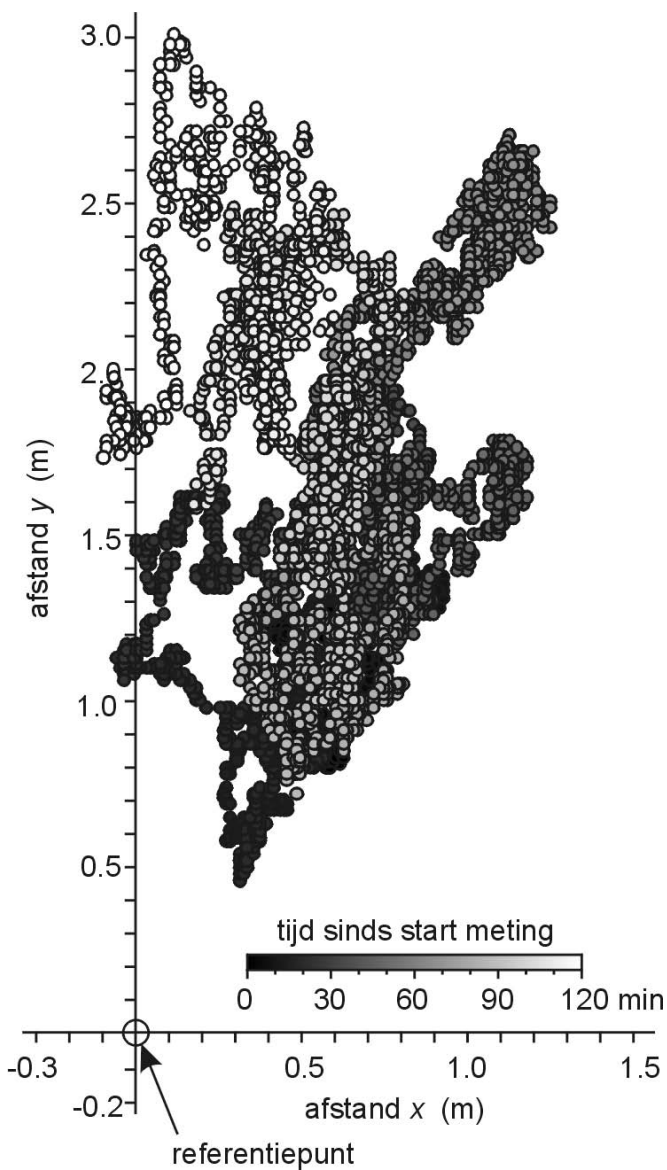 3.0
2.5
2.0
1.5
1.0
0.5
-0.2
afstand y (m)
tijd sinds start meting
0 30 60 90 120 min
-0.3 0.5 1.0 1.5
afstand x (m)
referentiepunt